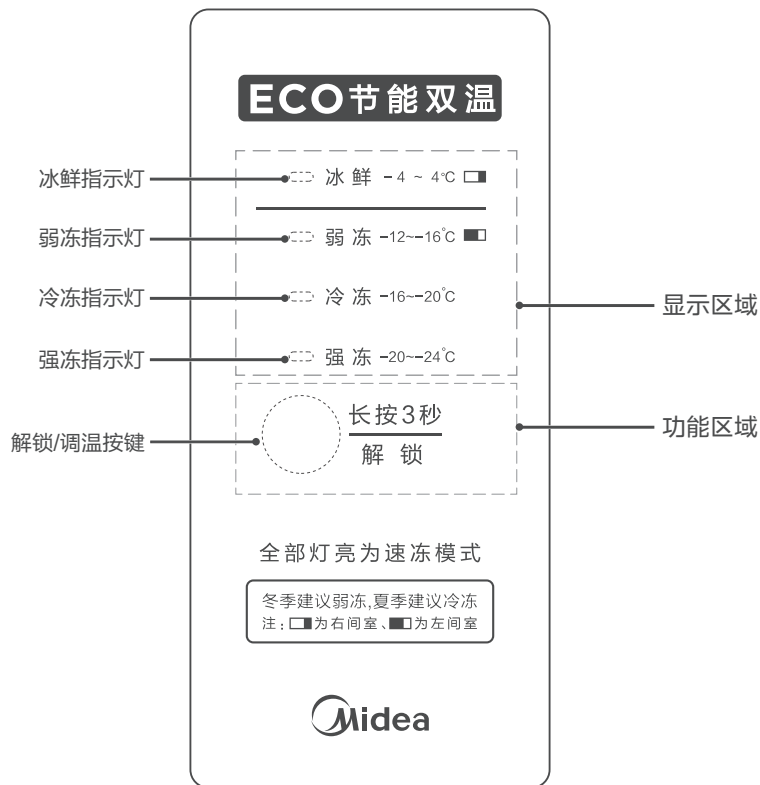 ECO节能双温
冰鲜指示灯
冰鲜 -4 ~ 4℃
弱冻指示灯
弱冻 -12~-16℃
冷冻指示灯
冷冻 -16~-20℃
显示区域
强冻指示灯
强冻 -20~-24℃
长按3秒
功能区域
解锁/调温按键
解锁
全部灯亮为速冻模式
冬季建议弱冻,夏季建议冷冻
注:为右间室、为左间室
Midea